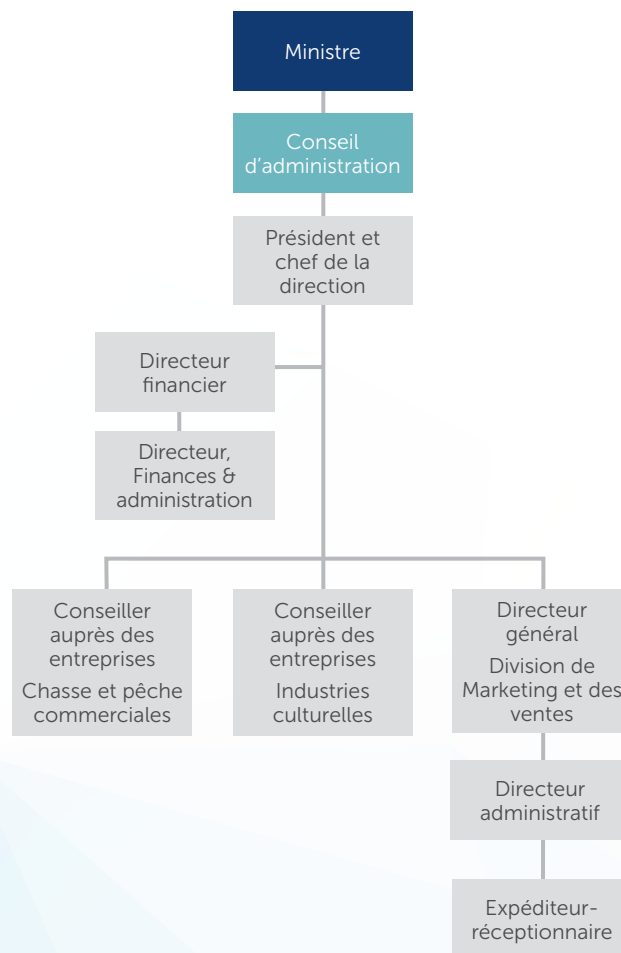 Ministre
Conseil
d'administration
Président et
chef de la
direction
Directeur
financier
Directeur,
Finances &
administration
Conseiller
auprès des
entreprises
Chasse et pêche
commerciales
Conseiller
auprès des
entreprises
Industries
culturelles
Directeur
général
Division de
Marketing et des
ventes
Directeur
administratif
Expéditeur-
réceptionnaire